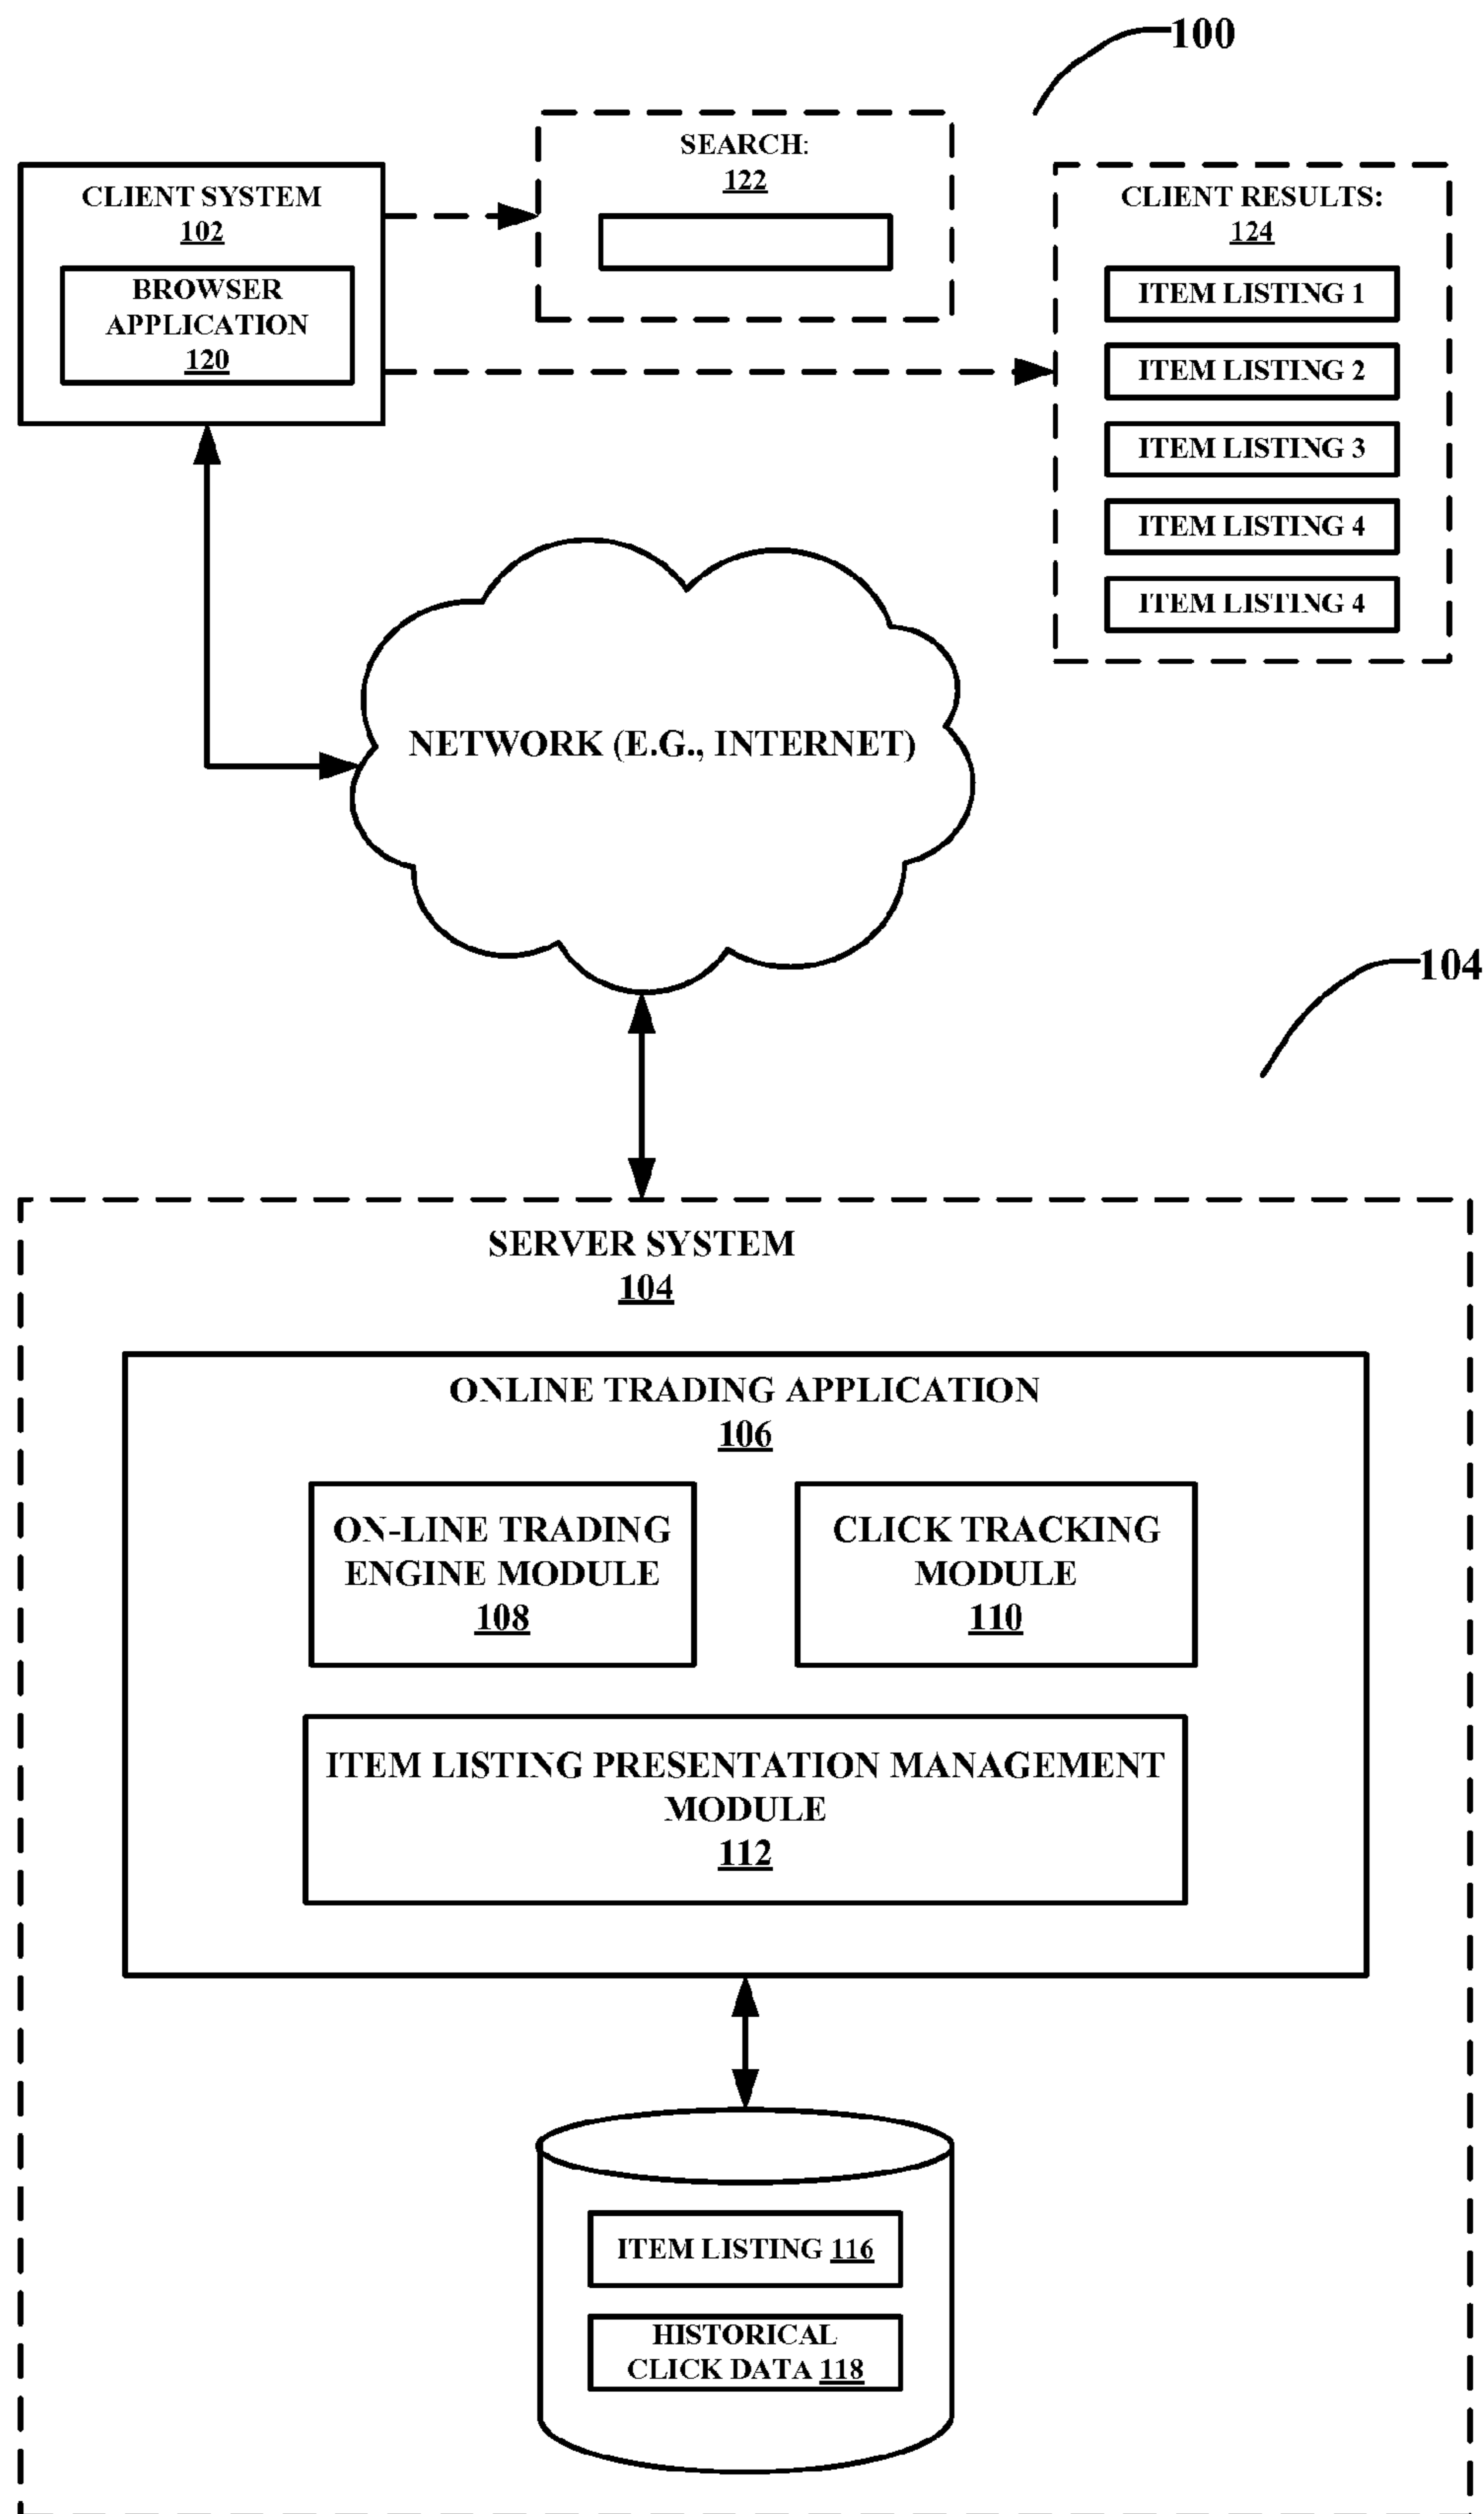 100
SEARCH:
122
CLIENT SYSTEM
102
BROWSER
APPLICATION
120
CLIENT RESULTS:
124
ITEM LISTING 1
ITEM LISTING 2
ITEM LISTING 3
ITEM LISTING 4
ITEM LISTING 4
NETWORK (E.G., INTERNET)
104
SERVER SYSTEM
104
ONLINE TRADING APPLICATION
106
ON-LINE TRADING
ENGINE MODULE
108
CLICK TRACKING
MODULE
110
ITEM LISTING PRESENTATION MANAGEMENT
MODULE
112
ITEM LISTING 116
HISTORICAL
CLICK DATA 118